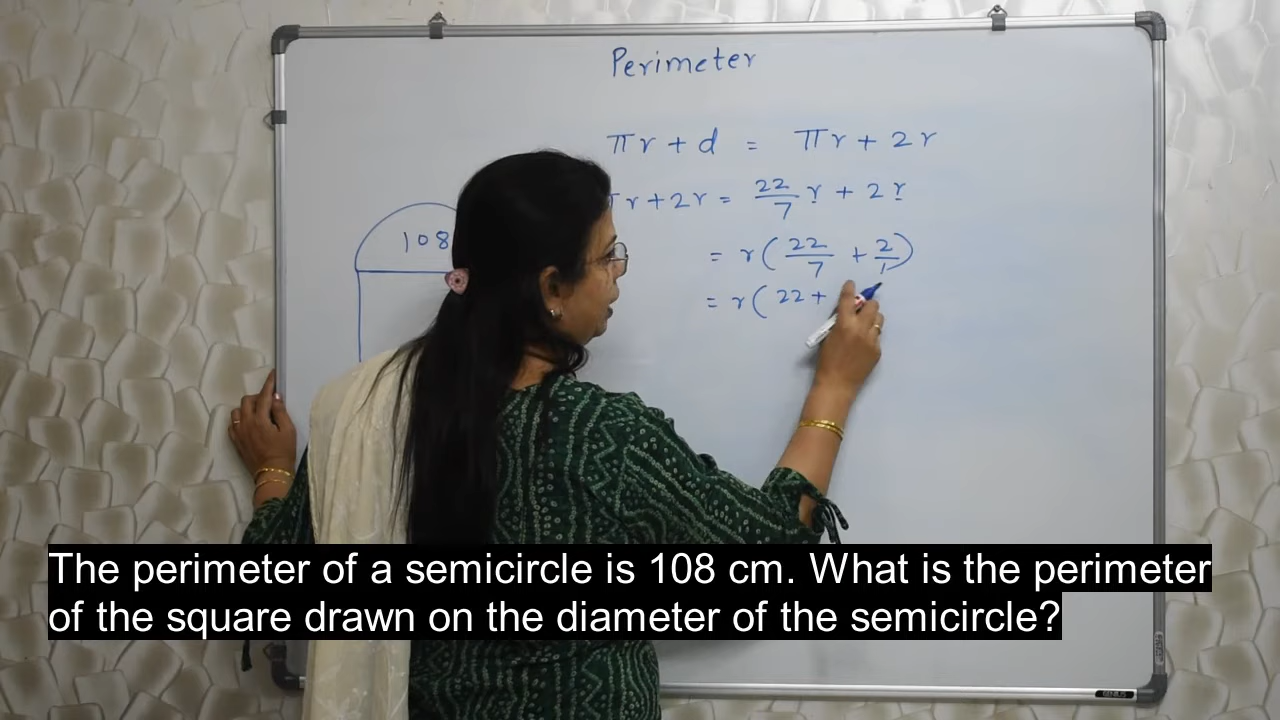 Perimeter
πr + d = πr + 2r
πr + 2r = 22/7 r + 2r
= r ( 22/7 + 2/1 )
108
= r ( 22 +
The perimeter of a semicircle is 108 cm. What is the perimeter
of the square drawn on the diameter of the semicircle?